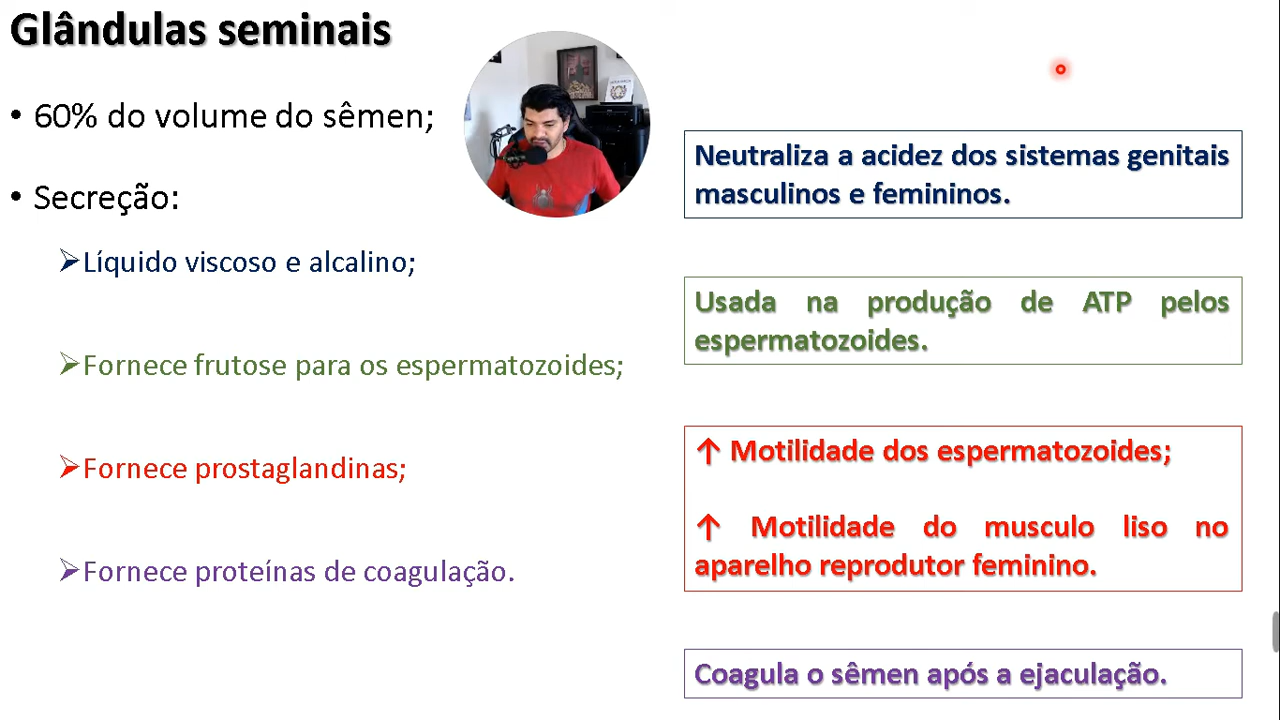 Glândulas seminais
• 60% do volume do sêmen;
• Secreção:
➢Líquido viscoso e alcalino;
➢Fornece frutose para os espermatozoides;
➢Fornece prostaglandinas;
➢Fornece proteínas de coagulação.
Neutraliza a acidez dos sistemas genitais
masculinos e femininos.
Usada na produção de ATP pelos
espermatozoides.
↑ Motilidade dos espermatozoides;
↑ Motilidade do musculo liso no
aparelho reprodutor feminino.
Coagula o sêmen após a ejaculação.